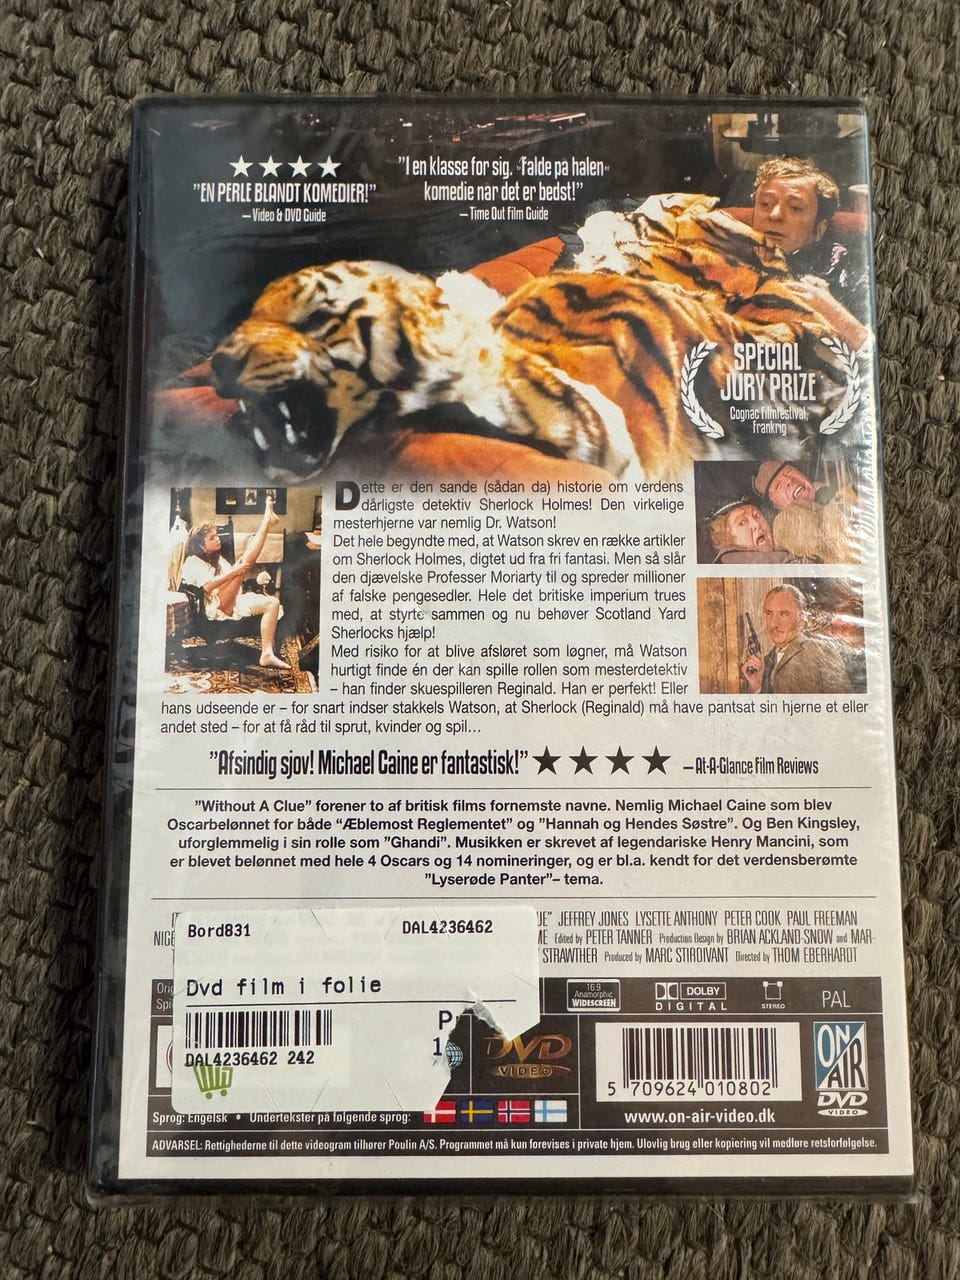 ★★★★
"EN PERLE BLANDT KOMEDIER!"
– Video & DVD Guide
"I en klasse for sig. "Falde på halen"
komedie når det er bedst!"
– Time Out Film Guide
SPECIAL
JURY PRIZE
Cognac filmfestival,
Frankrig
Dette er den sande (sådan da) historie om verdens
dårligste detektiv Sherlock Holmes! Den virkelige
mesterhjerne var nemlig Dr. Watson!
Det hele begyndte med, at Watson skrev en række artikler
om Sherlock Holmes, digtet ud fra fri fantasi. Men så slår
den djævelske Professer Moriarty til og spreder millioner
af falske pengesedler. Hele det britiske imperium trues
med, at styrte sammen og nu behøver Scotland Yard
Sherlocks hjælp!
Med risiko for at blive afsløret som løgner, må Watson
hurtigt finde én der kan spille rollen som mesterdetektiv
– han finder skuespilleren Reginald. Han er perfekt! Eller
hans udseende er – for snart indser stakkels Watson, at Sherlock (Reginald) må have pantsat sin hjerne et eller
andet sted – for at få råd til sprut, kvinder og spil...
"Afsindig sjov! Michael Caine er fantastisk!" ★★★★ – At-A-Glance Film Reviews
"Without A Clue" forener to af britisk films fornemste navne. Nemlig Michael Caine som blev
Oscarbelønnet for både "Æblemost Reglementet" og "Hannah og Hendes Søstre". Og Ben Kingsley,
uforglemmelig i sin rolle som "Ghandi". Musikken er skrevet af legendariske Henry Mancini, som
er blevet belønnet med hele 4 Oscars og 14 nomineringer, og er bl.a. kendt for det verdensberømte
"Lyserøde Panter"– tema.
JEFFREY JONES LYSETTE ANTHONY PETER COOK PAUL FREEMAN
Edited by PETER TANNER Production Design by BRIAN ACKLAND-SNOW and MAR-
STRAWTHER Produced by MARC STIRDIVANT Directed by THOM EBERHARDT
Bord831 DAL4236462
Dvd film i folie
DAL4236462 242
16:9
Anamorphic
WIDESCREEN
DOLBY
DIGITAL
STEREO
PAL
DVD
VIDEO
5 709624 010802
www.on-air-video.dk
ON
AIR
DVD
VIDEO
Sprog: Engelsk • Undertekster på følgende sprog:
ADVARSEL: Rettighederne til dette videogram tilhører Poulin A/S. Programmet må kun forevises i private hjem. Ulovlig brug eller kopiering vil medføre retsforfølgelse.